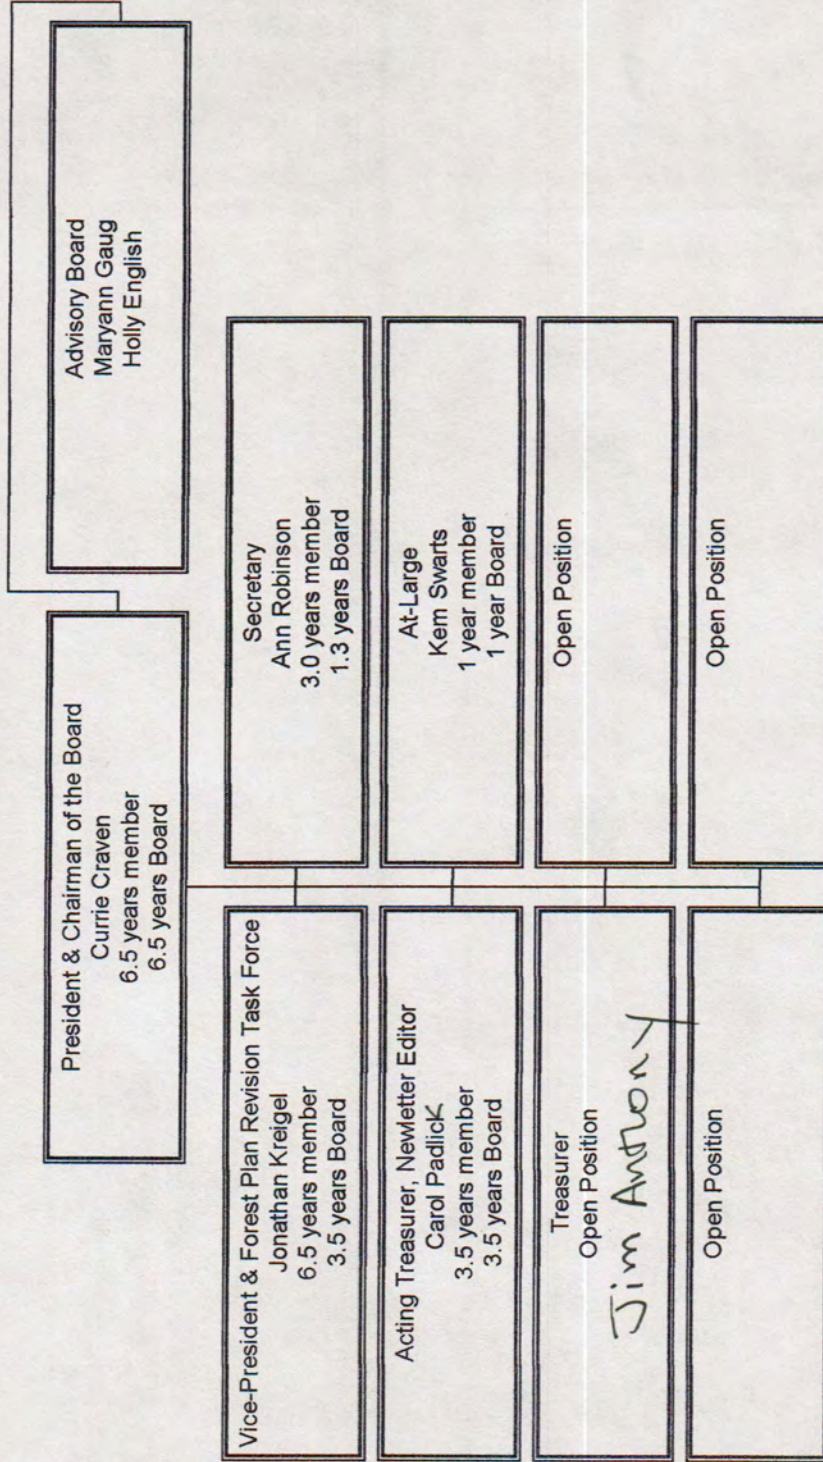 President & Chairman of the Board
Currie Craven
6.5 years member
6.5 years Board
Advisory Board
Maryann Gaug
Holly English
Vice-President & Forest Plan Revision Task Force
Jonathan Kreigel
6.5 years member
3.5 years Board
Secretary
Ann Robinson
3.0 years member
1.3 years Board
Acting Treasurer, Newletter Editor
Carol Padlick
3.5 years member
3.5 years Board
At-Large
Kem Swarts
1 year member
1 year Board
Treasurer
Open Position
Jim Anthony
Open Position
Open Position
Open Position